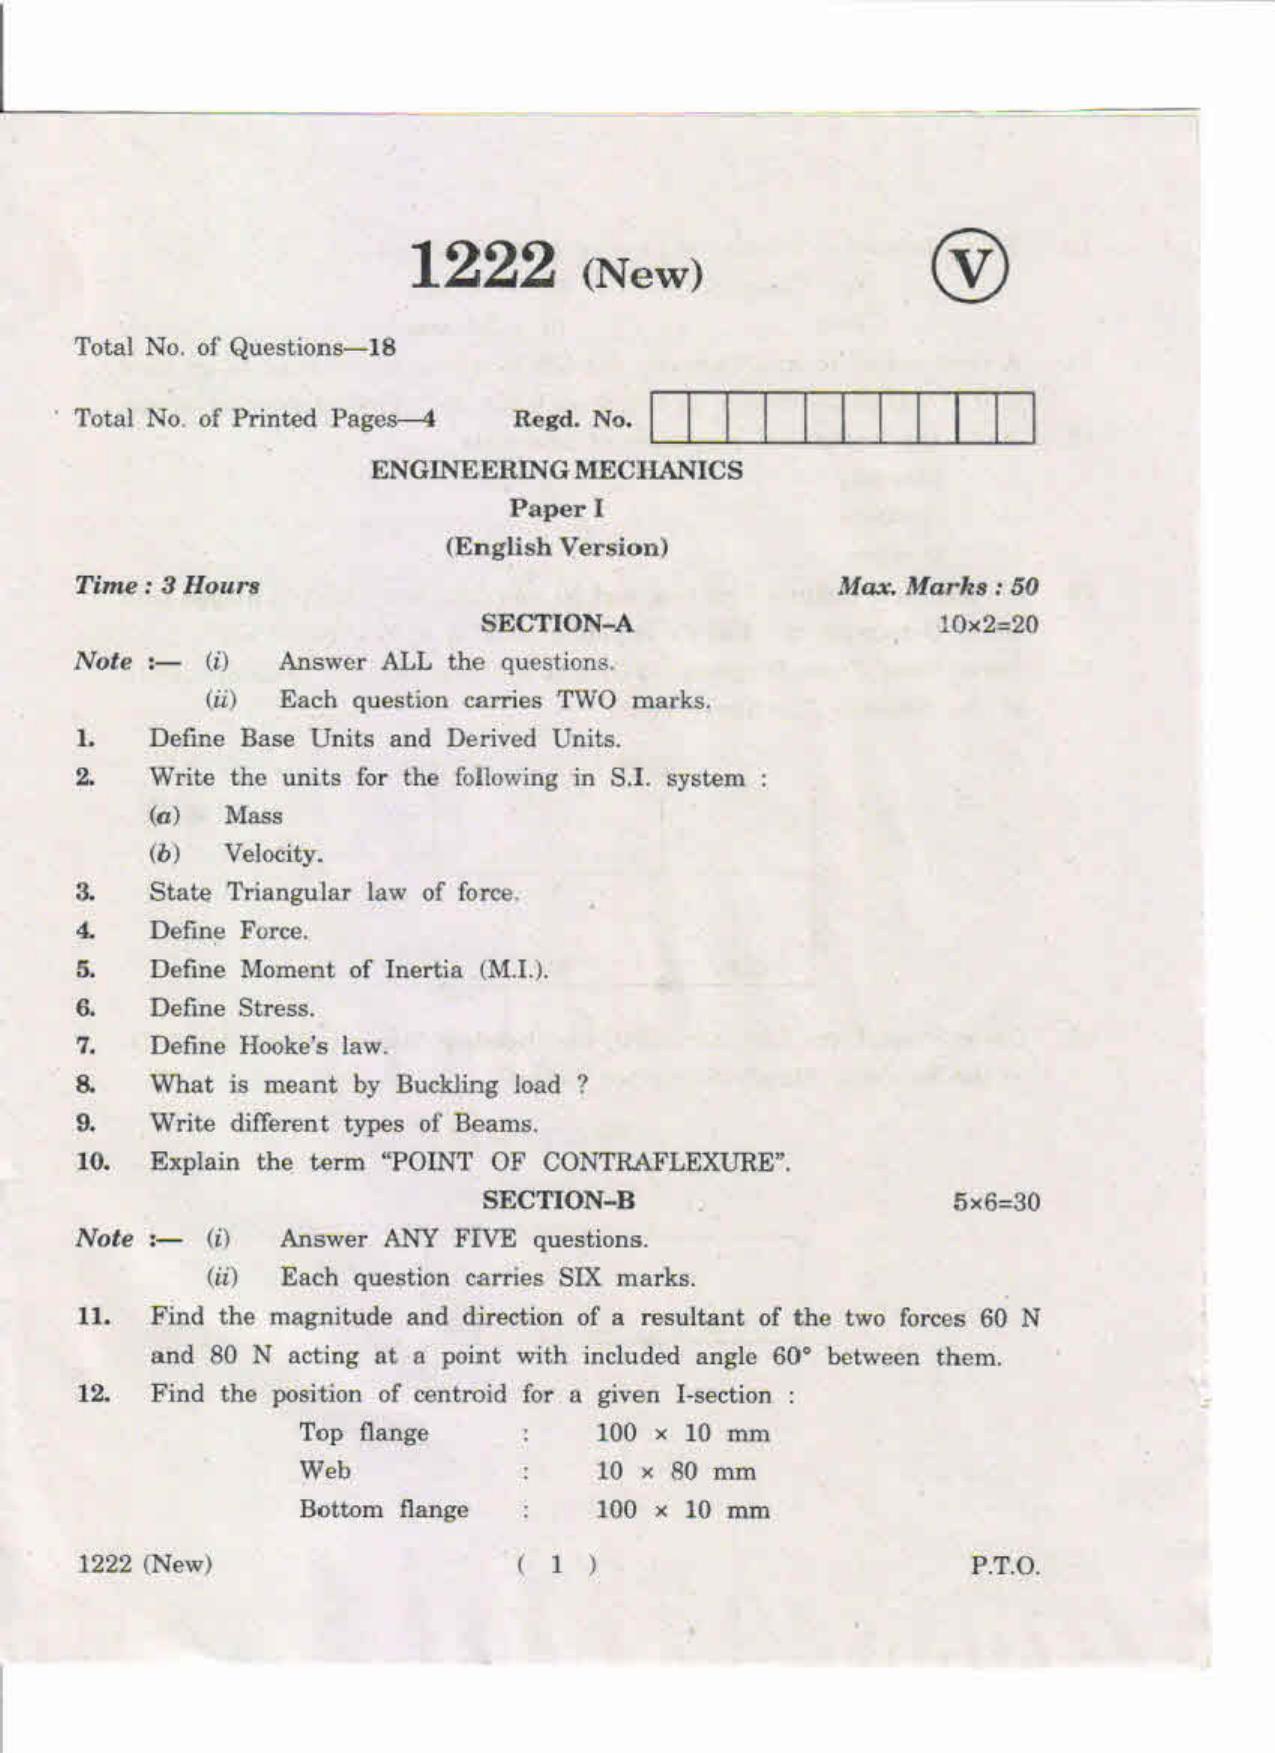 1222 (New) V
Total No. of Questions—18
Total No. of Printed Pages—4 Regd. No.
ENGINEERING MECHANICS
Paper I
(English Version)
Time : 3 Hours Max. Marks : 50
SECTION–A 10×2=20
Note :— (i) Answer ALL the questions.
(ii) Each question carries TWO marks.
1. Define Base Units and Derived Units.
2. Write the units for the following in S.I. system :
(a) Mass
(b) Velocity.
3. State Triangular law of force.
4. Define Force.
5. Define Moment of Inertia (M.I.).
6. Define Stress.
7. Define Hooke's law.
8. What is meant by Buckling load ?
9. Write different types of Beams.
10. Explain the term “POINT OF CONTRAFLEXURE”.
SECTION–B 5×6=30
Note :— (i) Answer ANY FIVE questions.
(ii) Each question carries SIX marks.
11. Find the magnitude and direction of a resultant of the two forces 60 N
and 80 N acting at a point with included angle 60° between them.
12. Find the position of centroid for a given I-section :
Top flange : 100 × 10 mm
Web : 10 × 80 mm
Bottom flange : 100 × 10 mm
1222 (New) ( 1 ) P.T.O.